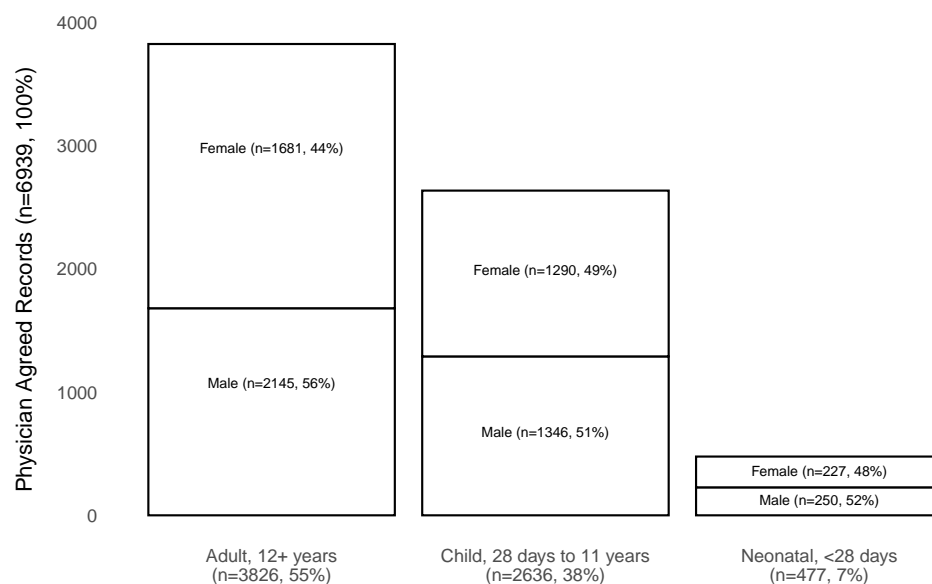 Physician Agreed Records (n=6939, 100%)
4000
3000
2000
1000
0
Female (n=1681, 44%)
Male (n=2145, 56%)
Female (n=1290, 49%)
Male (n=1346, 51%)
Female (n=227, 48%)
Male (n=250, 52%)
Adult, 12+ years
(n=3826, 55%)
Child, 28 days to 11 years
(n=2636, 38%)
Neonatal, <28 days
(n=477, 7%)